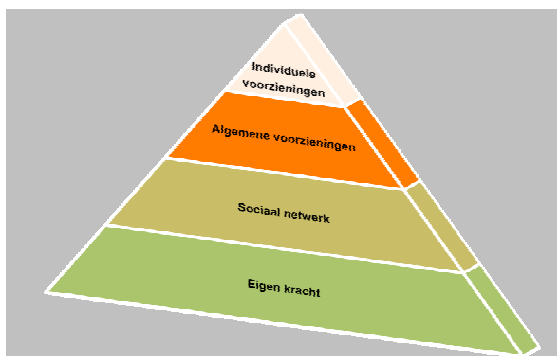 Individuele
voorzieningen
Algemene voorzieningen
Sociaal netwerk
Eigen kracht